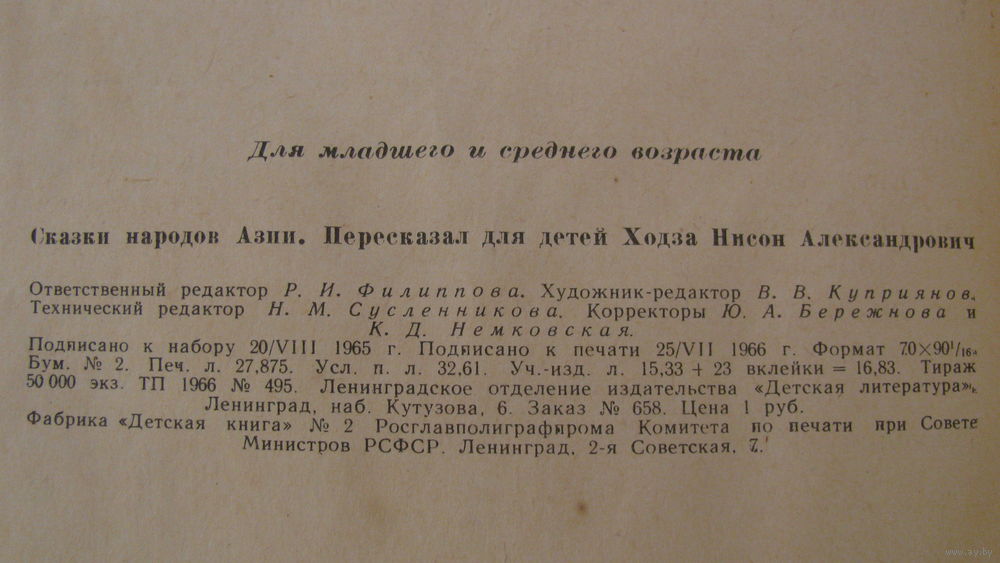 Для младшего и среднего возраста
Сказки народов Азии. Пересказал для детей Ходза Нисон Александрович
Ответственный редактор Р. И. Филиппова. Художник-редактор В. В. Куприянов.
Технический редактор Н. М. Сусленникова. Корректоры Ю. А. Бережнова и
К. Д. Немковская.
Подписано к набору 20/VIII 1965 г. Подписано к печати 25/VII 1966 г. Формат 70×90¹/₁₆.
Бум. № 2. Печ. л. 27,875. Усл. п. л. 32,61. Уч.-изд. л. 15,33 + 23 вклейки = 16,83. Тираж
50 000 экз. ТП 1966 № 495. Ленинградское отделение издательства «Детская литература».
Ленинград, наб. Кутузова, 6. Заказ № 658. Цена 1 руб.
Фабрика «Детская книга» № 2 Росглавполиграфпрома Комитета по печати при Совете
Министров РСФСР. Ленинград, 2-я Советская, 7.
www.ay.by